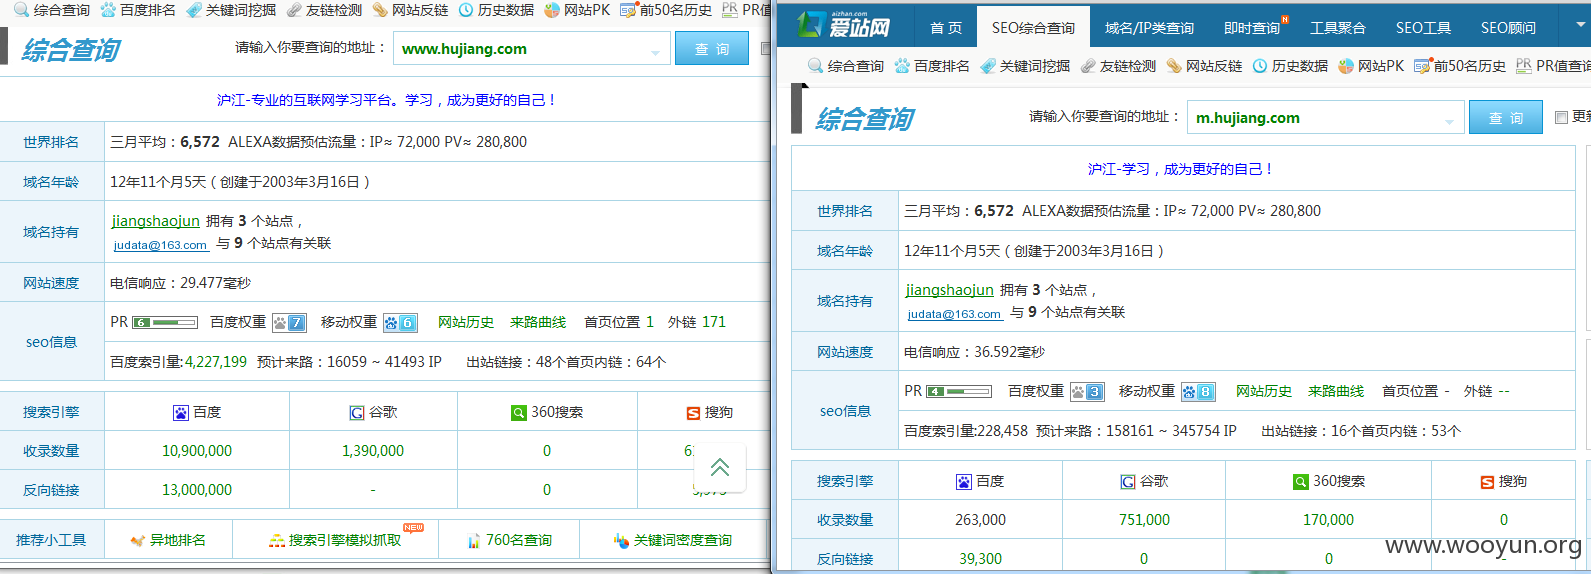 综合查询 百度排名 关键词挖掘 友链检测 网站反链 历史数据 网站PK 前50名历史 PR PR值
综合查询 请输入你要查询的地址： www.hujiang.com 查 询
沪江-专业的互联网学习平台。学习，成为更好的自己！
世界排名 三月平均：6,572 ALEXA数据预估流量：IP≈ 72,000 PV≈ 280,800
域名年龄 12年11个月5天（创建于2003年3月16日）
域名持有 jiangshaojun 拥有 3 个站点，
judata@163.com 与 9 个站点有关联
网站速度 电信响应：29.477毫秒
seo信息 PR 6 百度权重 7 移动权重 6 网站历史 来路曲线 首页位置 1 外链 171
百度索引量:4,227,199 预计来路：16059 ~ 41493 IP 出站链接：48个首页内链：64个
搜索引擎 百度 谷歌 360搜索 搜狗
收录数量 10,900,000 1,390,000 0
反向链接 13,000,000 - 0
推荐小工具 异地排名 搜索引擎模拟抓取 NEW 760名查询 关键词密度查询
aizhan.com
爱站网 首 页 SEO综合查询 域名/IP类查询 即时查询 N 工具聚合 SEO工具 SEO顾问
综合查询 百度排名 关键词挖掘 友链检测 网站反链 历史数据 网站PK 前50名历史 PR PR值查询
综合查询 请输入你要查询的地址： m.hujiang.com 查 询 更新
沪江-学习，成为更好的自己！
世界排名 三月平均：6,572 ALEXA数据预估流量：IP≈ 72,000 PV≈ 280,800
域名年龄 12年11个月5天（创建于2003年3月16日）
域名持有 jiangshaojun 拥有 3 个站点，
judata@163.com 与 9 个站点有关联
网站速度 电信响应：36.592毫秒
seo信息 PR 4 百度权重 3 移动权重 8 网站历史 来路曲线 首页位置 - 外链 --
百度索引量:228,458 预计来路：158161 ~ 345754 IP 出站链接：16个首页内链：53个
搜索引擎 百度 谷歌 360搜索 搜狗
收录数量 263,000 751,000 170,000 0
反向链接 39,300 0 0 -
www.wooyun.org